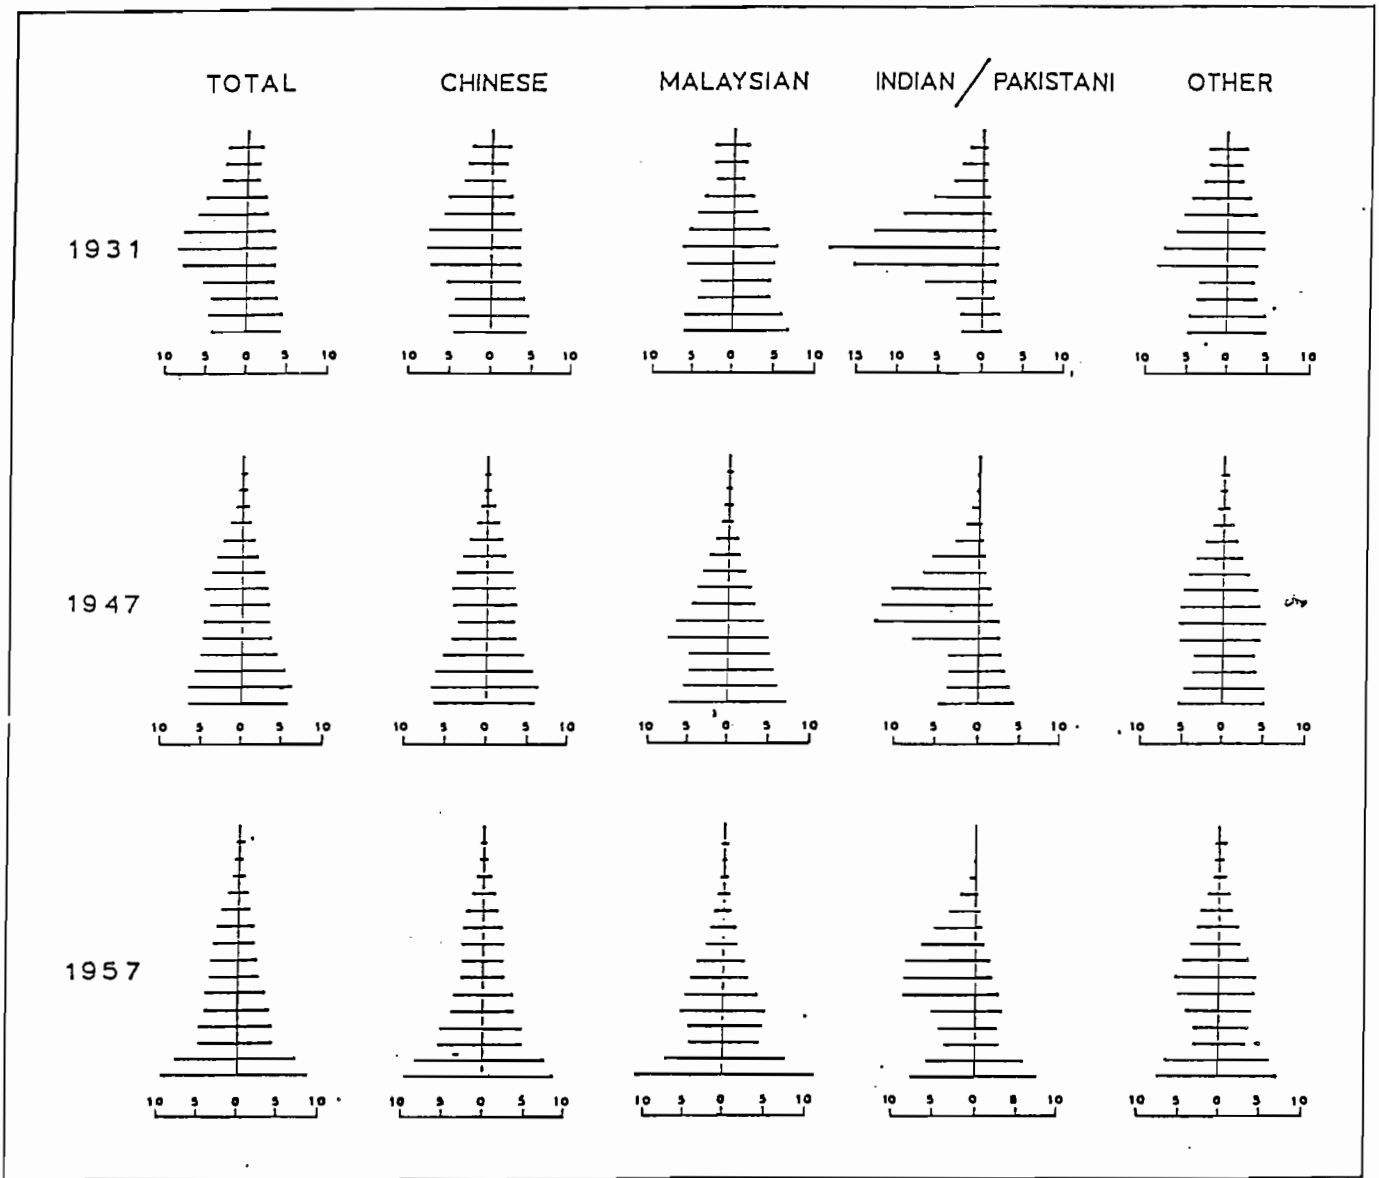 TOTAL CHINESE MALAYSIAN INDIAN / PAKISTANI OTHER
1931
10 5 0 5 10 10 5 0 5 10 10 5 0 5 10 15 10 5 0 5 10 10 5 0 5 10
1947
10 5 0 5 10 10 5 0 5 10 10 5 0 5 10 10 5 0 5 10 10 5 0 5 10
1957
10 5 0 5 10 10 5 0 5 10 10 5 0 5 10 10 5 0 5 10 10 5 0 5 10